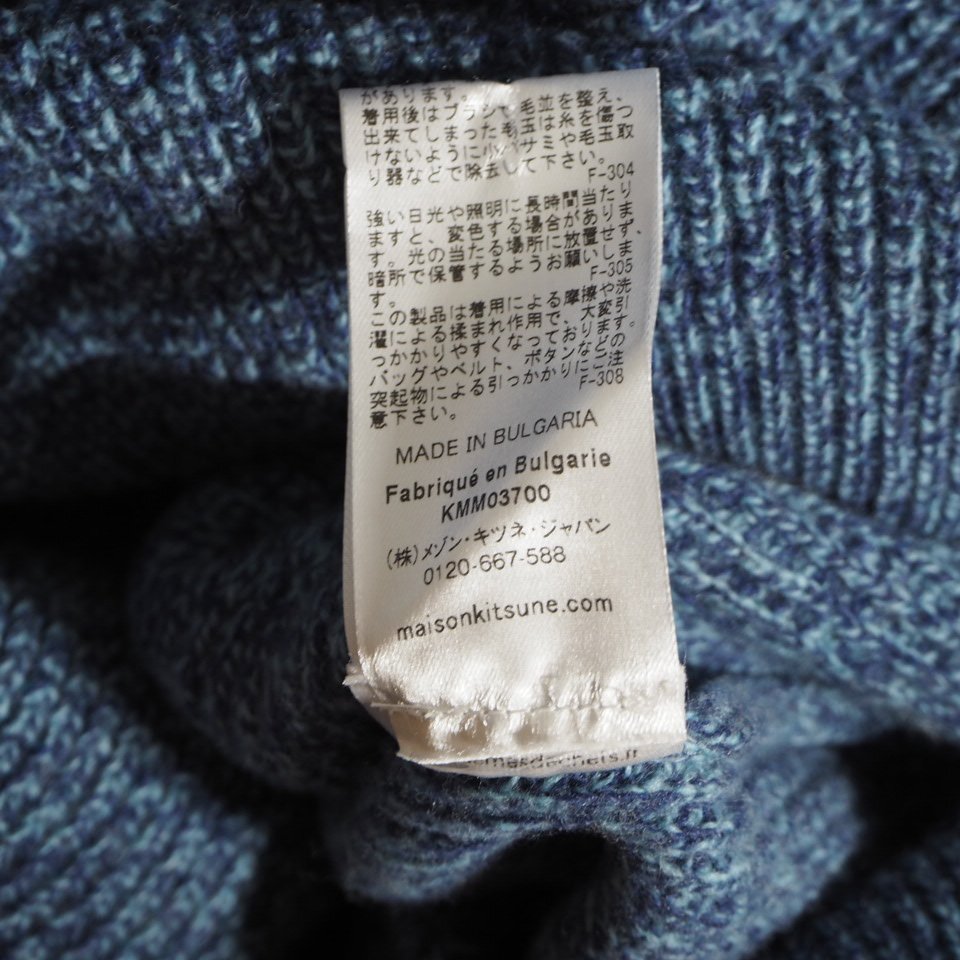 があります。
着用後はブラシで毛並を整え、
出来てしまった毛玉は糸を傷つ
けないように小バサミや毛玉取
り器などで除去して下さい。
F-304
強い日光や照明に長時間当たり
ますと、変色する場合がありま
す。光の当たる場所に放置せず、
暗所で保管するようお願いしま
す。
F-305
この製品は着用による摩擦や洗
濯による揉まれ作用で、大変引
っかかりやすくなっております。
バッグやベルト、ボタンなどの
突起物による引っかかりにご注
意下さい。
F-308
MADE IN BULGARIA
Fabriqué en Bulgarie
KMM03700
(株)メゾン・キツネ・ジャパン
0120-667-588
maisonkitsune.com